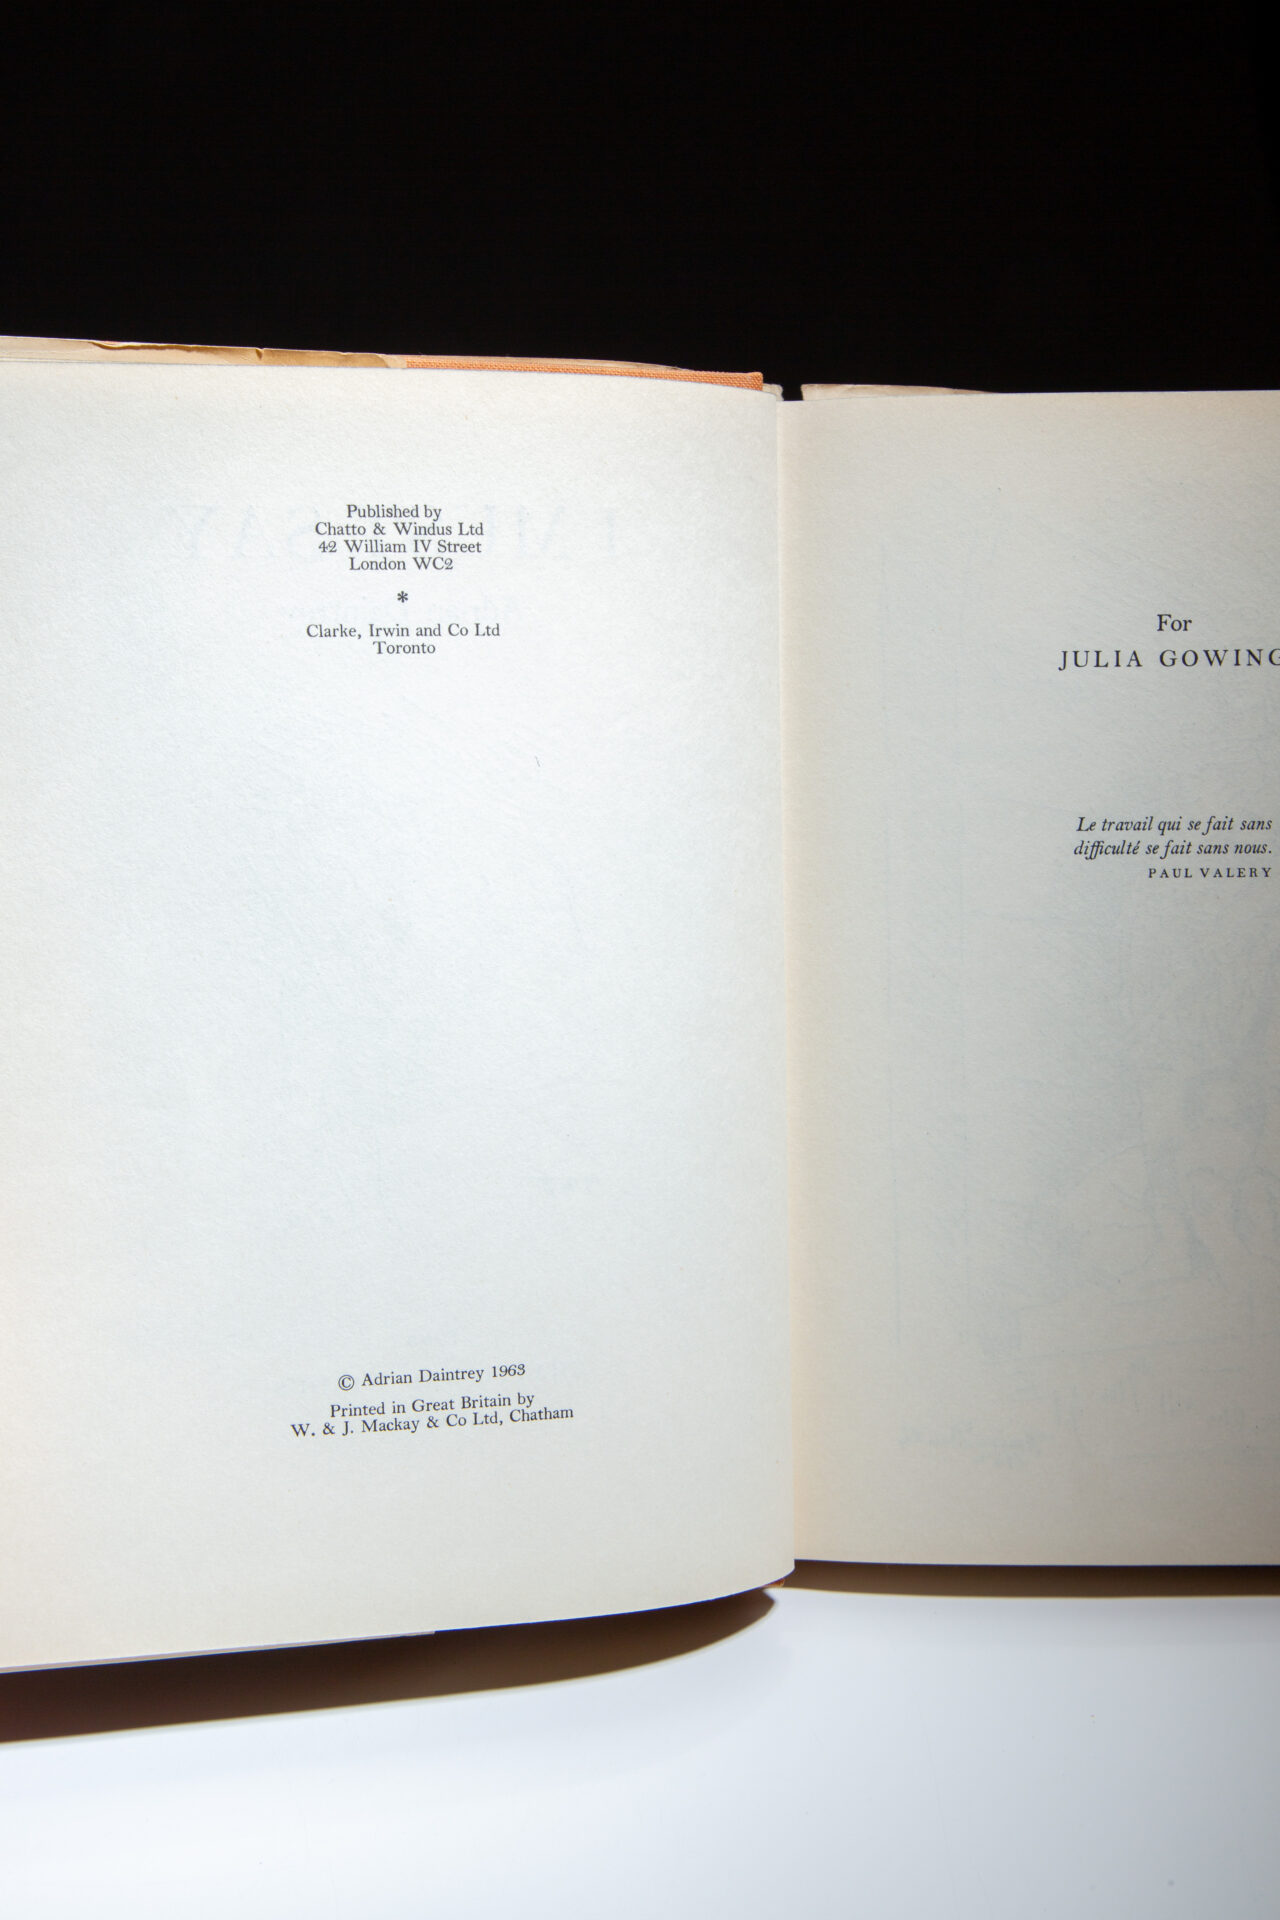 Published by
Chatto & Windus Ltd
42 William IV Street
London WC2
*
Clarke, Irwin and Co Ltd
Toronto
© Adrian Daintrey 1963
Printed in Great Britain by
W. & J. Mackay & Co Ltd, Chatham
For
JULIA GOWING
Le travail qui se fait sans
difficulté se fait sans nous.
PAUL VALERY